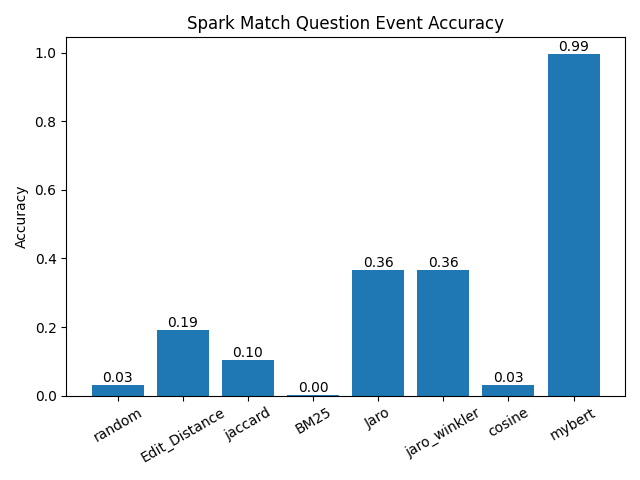 Spark Match Question Event Accuracy
Accuracy
1.0
0.8
0.6
0.4
0.2
0.0
0.03
0.19
0.10
0.00
0.36
0.36
0.03
0.99
random
Edit_Distance
jaccard
BM25
Jaro
jaro_winkler
cosine
mybert